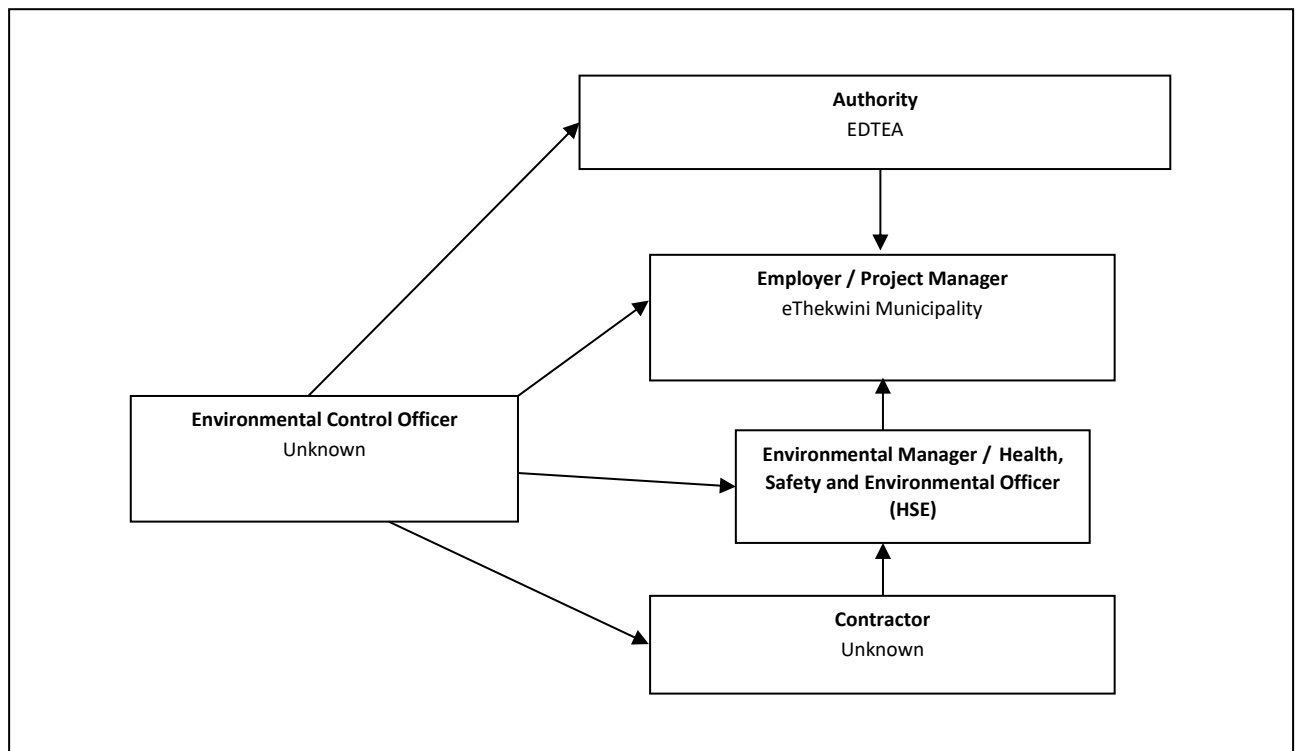 Authority
EDTEA
Employer / Project Manager
eThekwini Municipality
Environmental Control Officer
Unknown
Environmental Manager / Health,
Safety and Environmental Officer
(HSE)
Contractor
Unknown